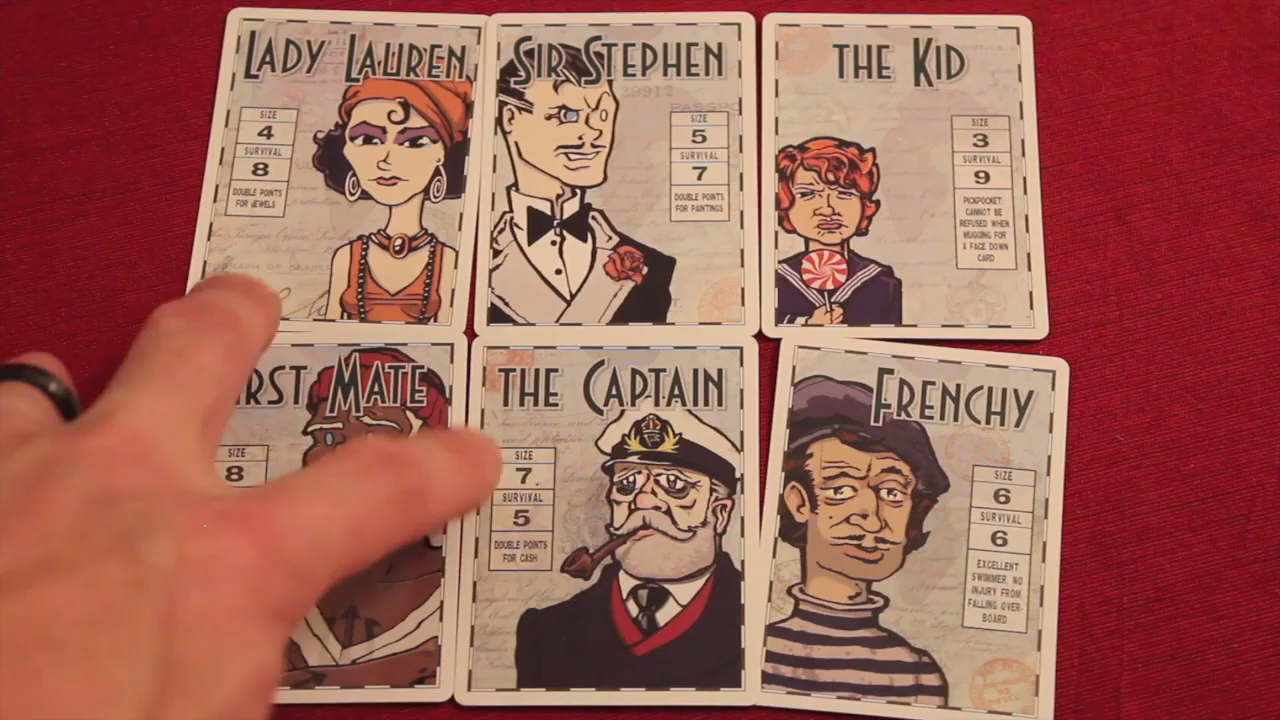 LADY LAUREN
SIZE
4
SURVIVAL
8
DOUBLE POINTS
FOR JEWELS
SIR STEPHEN
39912
PASSPO
SIZE
5
SURVIVAL
7
DOUBLE POINTS
FOR PAINTINGS
THE KID
SIZE
3
SURVIVAL
9
PICKPOCKET:
CANNOT BE
REFUSED WHEN
MUGGING FOR
A FACE DOWN
CARD
IRST MATE
SIZE
8
THE CAPTAIN
SIZE
7
SURVIVAL
5
DOUBLE POINTS
FOR CASH
FRENCHY
SIZE
6
SURVIVAL
6
EXCELLENT
SWIMMER, NO
INJURY FROM
FALLING OVER-
BOARD